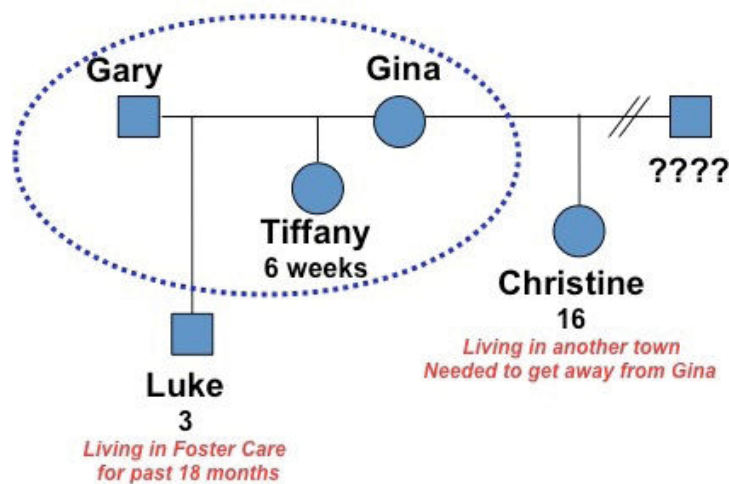 Gary
Gina
????
Tiffany
6 weeks
Christine
16
Living in another town
Needed to get away from Gina
Luke
3
Living in Foster Care
for past 18 months